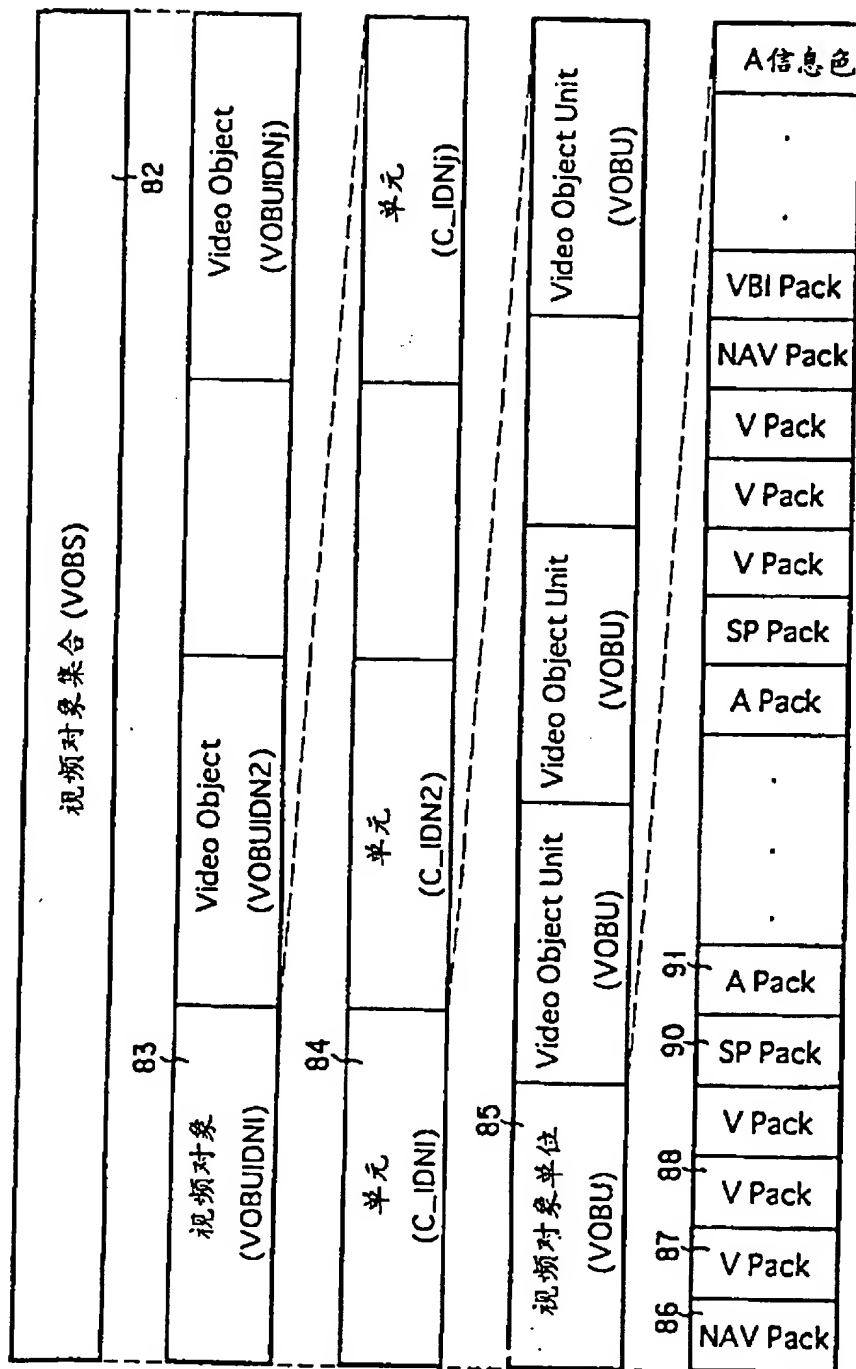 视频对象集合 (VOBS)
82
83
视频对象
(VOBUIDN1)
Video Object
(VOBUIDN2)
Video Object
(VOBUIDNj)
84
单元
(C_IDN1)
单元
(C_IDN2)
单元
(C_IDNj)
85
视频对象单位
(VOBU)
Video Object Unit
(VOBU)
Video Object Unit
(VOBU)
Video Object Unit
(VOBU)
86
87
88
90
91
NAV Pack
V Pack
V Pack
V Pack
SP Pack
A Pack
A Pack
SP Pack
V Pack
V Pack
V Pack
NAV Pack
VBI Pack
A信息色